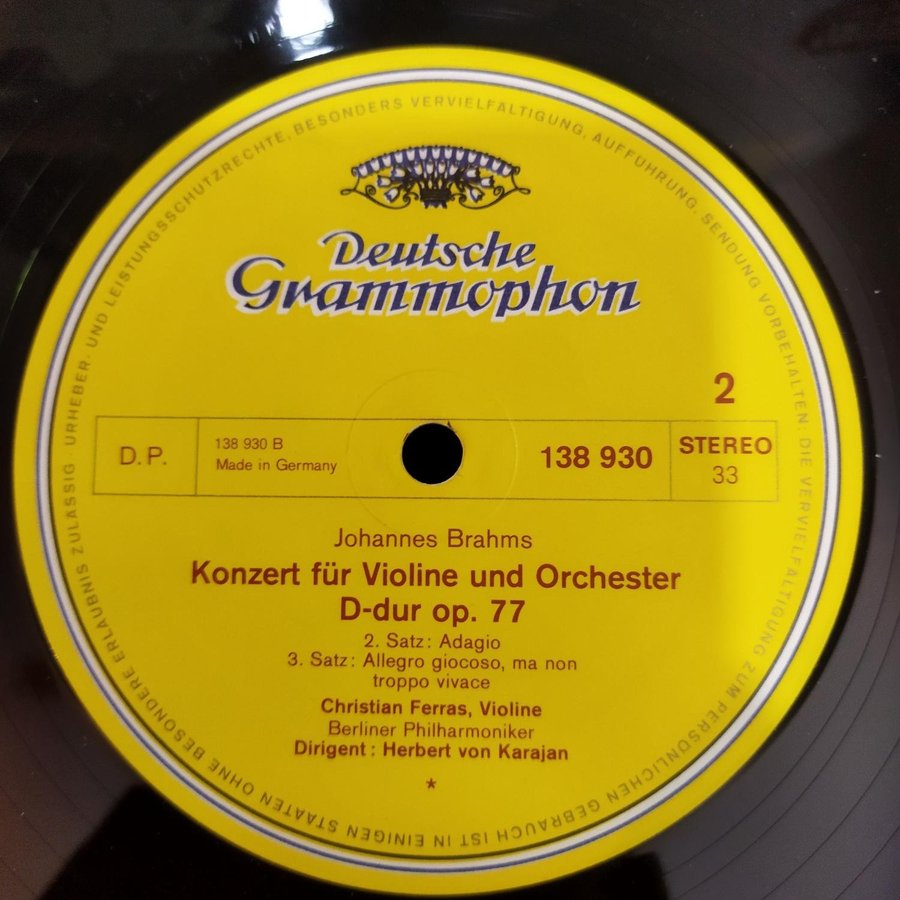 Deutsche
Grammophon
2
D.P.
138 930 B
Made in Germany
138 930
STEREO
33
Johannes Brahms
Konzert für Violine und Orchester
D-dur op. 77
2. Satz: Adagio
3. Satz: Allegro giocoso, ma non
troppo vivace
Christian Ferras, Violine
Berliner Philharmoniker
Dirigent: Herbert von Karajan
*
URHEBER- UND LEISTUNGSSCHUTZRECHTE, BESONDERS VERVIELFÄLTIGUNG, AUFFÜHRUNG, SENDUNG VORBEHALTEN: DIE VERVIELFÄLTIGUNG ZUM PERSÖNLICHEN GEBRAUCH IST IN EINIGEN STAATEN OHNE BESONDERE ERLAUBNIS ZULÄSSIG ·